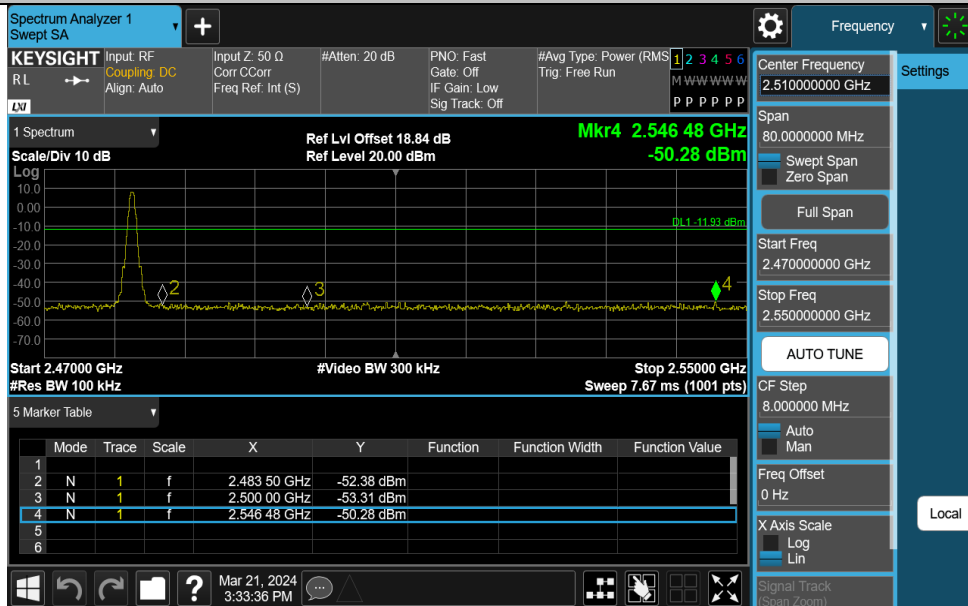 Spectrum Analyzer 1
Swept SA
▼
+
Frequency
▼
KEYSIGHT
RL
LXI
Input: RF
Coupling: DC
Align: Auto
Input Z: 50 Ω
Corr CCorr
Freq Ref: Int (S)
#Atten: 20 dB
PNO: Fast
Gate: Off
IF Gain: Low
Sig Track: Off
#Avg Type: Power (RMS
Trig: Free Run
1 2 3 4 5 6
M W W W W W
P P P P P P
1 Spectrum ▼
Scale/Div 10 dB
Ref Lvl Offset 18.84 dB
Ref Level 20.00 dBm
Mkr4 2.546 48 GHz
-50.28 dBm
Log
10.0
0.00
-10.0
-20.0
-30.0
-40.0
-50.0
-60.0
-70.0
DL1 -11.93 dBm
2
3
4
Start 2.47000 GHz
#Video BW 300 kHz
Stop 2.55000 GHz
#Res BW 100 kHz
Sweep 7.67 ms (1001 pts)
5 Marker Table ▼
Mode Trace Scale X Y Function Function Width Function Value
1
2 N 1 f 2.483 50 GHz -52.38 dBm
3 N 1 f 2.500 00 GHz -53.31 dBm
4 N 1 f 2.546 48 GHz -50.28 dBm
5
6
?
Mar 21, 2024
3:33:36 PM
Center Frequency
2.510000000 GHz
Settings
Span
80.0000000 MHz
Swept Span
Zero Span
Full Span
Start Freq
2.470000000 GHz
Stop Freq
2.550000000 GHz
AUTO TUNE
CF Step
8.000000 MHz
Auto
Man
Freq Offset
0 Hz
Local
X Axis Scale
Log
Lin
Signal Track
(Span Zoom)